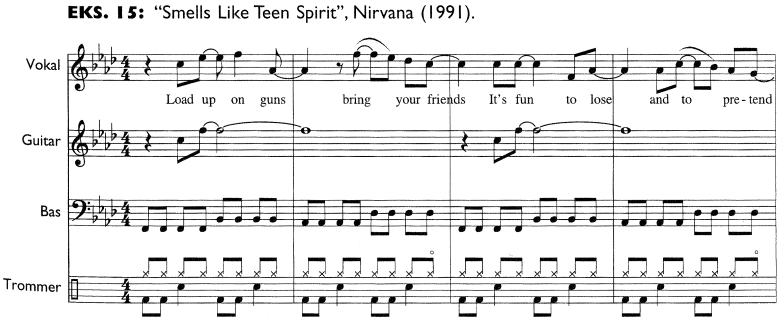 EKS. 15: “Smells Like Teen Spirit”, Nirvana (1991).
Vokal
Load up on guns bring your friends It's fun to lose and to pre-tend
Guitar
Bas
Trommer